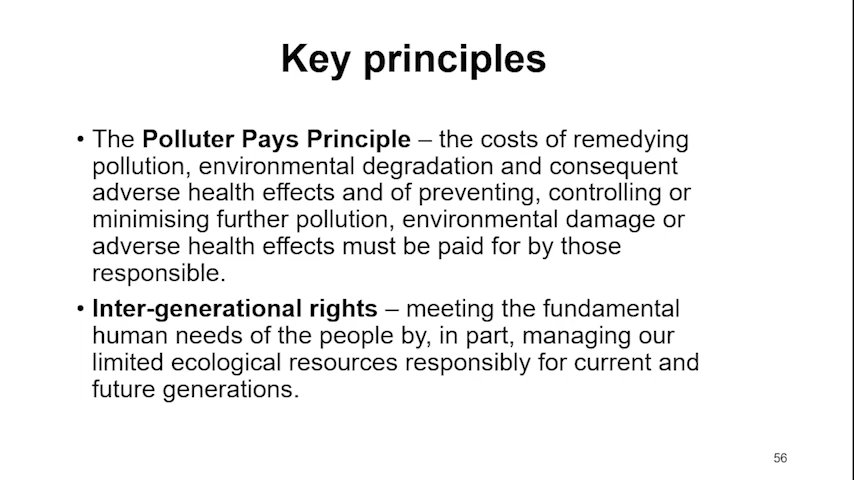 Key principles
• The Polluter Pays Principle – the costs of remedying
pollution, environmental degradation and consequent
adverse health effects and of preventing, controlling or
minimising further pollution, environmental damage or
adverse health effects must be paid for by those
responsible.
• Inter-generational rights – meeting the fundamental
human needs of the people by, in part, managing our
limited ecological resources responsibly for current and
future generations.
56